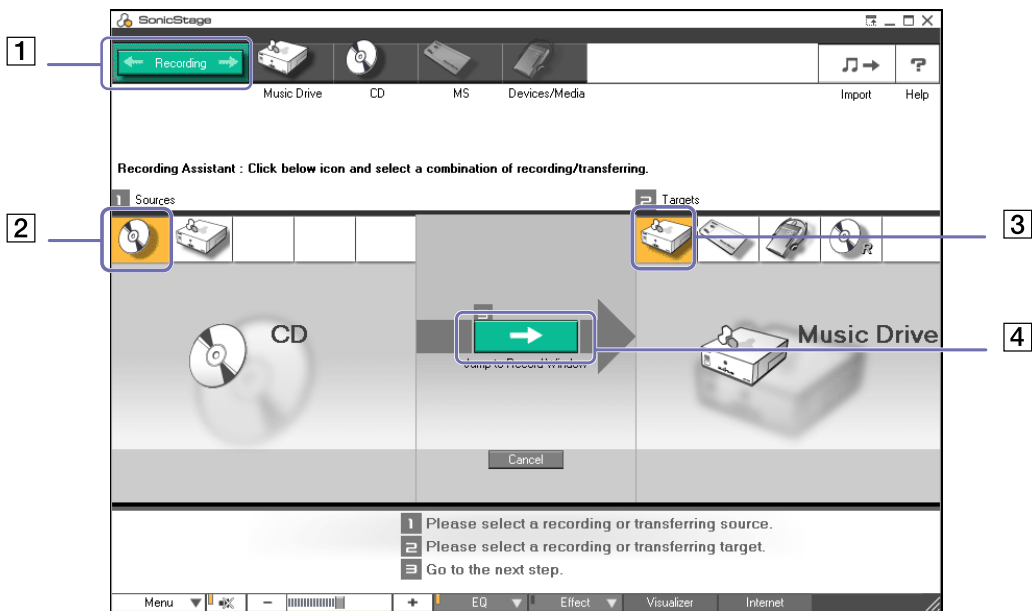 SonicStage
1
Recording
Music Drive
CD
MS
Devices/Media
Import
?
Help
Recording Assistant : Click below icon and select a combination of recording/transferring.
1 Sources
2 Targets
2
3
R
CD
3
Music Drive
4
Jump to Record Window
Cancel
1 Please select a recording or transferring source.
2 Please select a recording or transferring target.
3 Go to the next step.
Menu
−
+
EQ
Effect
Visualizer
Internet